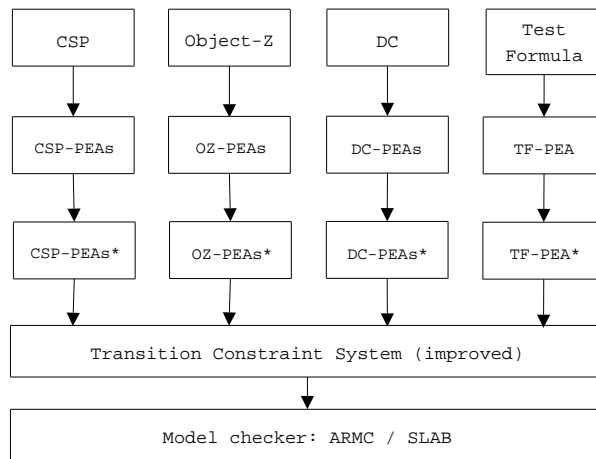 CSP
Object-Z
DC
Test
Formula
CSP-PEAs
OZ-PEAs
DC-PEAs
TF-PEA
CSP-PEAs*
OZ-PEAs*
DC-PEAs*
TF-PEA*
Transition Constraint System (improved)
Model checker: ARMC / SLAB